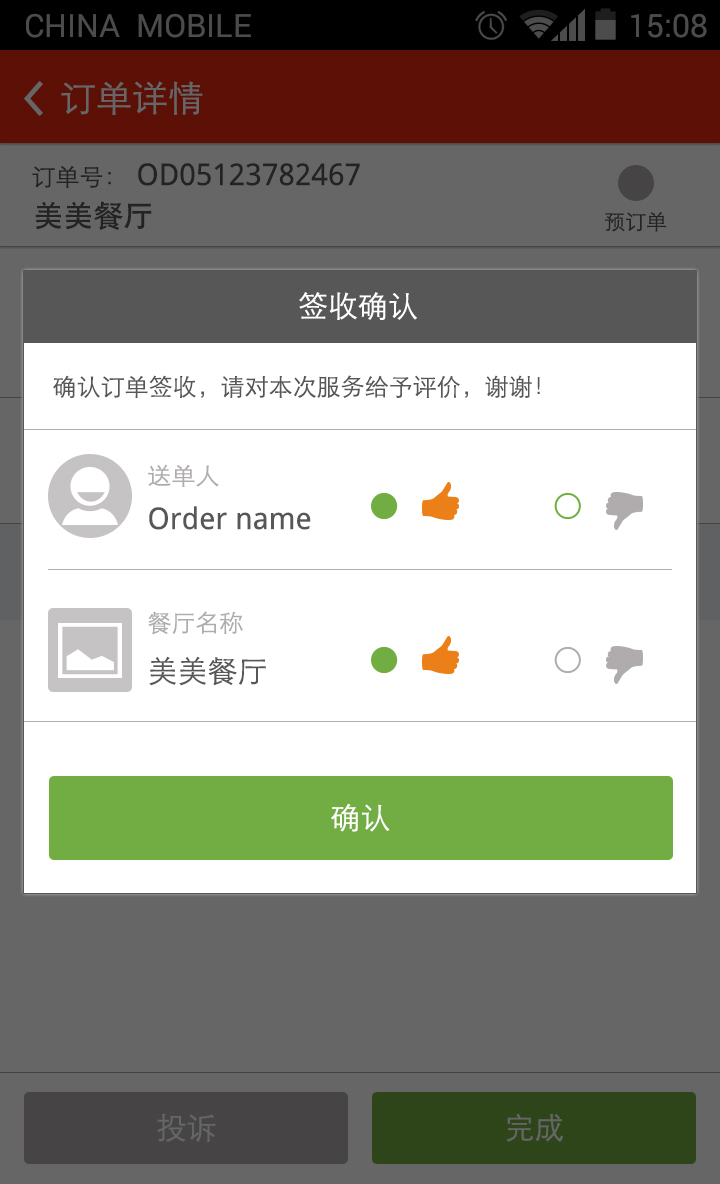 CHINA MOBILE 15:08
订单详情
订单号： OD05123782467
美美餐厅
预订单
签收确认
确认订单签收，请对本次服务给予评价，谢谢！
送单人
Order name
餐厅名称
美美餐厅
确认
投诉 完成